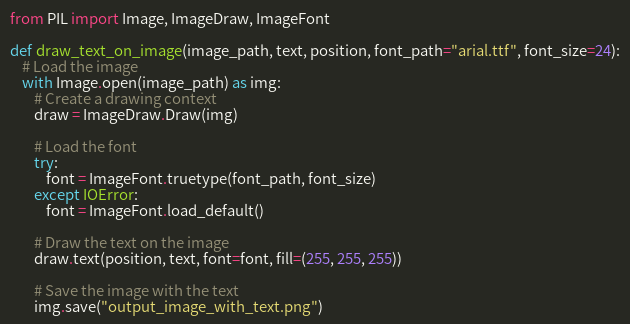 from PIL import Image, ImageDraw, ImageFont

def draw_text_on_image(image_path, text, position, font_path="arial.ttf", font_size=24):
    # Load the image
    with Image.open(image_path) as img:
        # Create a drawing context
        draw = ImageDraw.Draw(img)

        # Load the font
        try:
            font = ImageFont.truetype(font_path, font_size)
        except IOError:
            font = ImageFont.load_default()

        # Draw the text on the image
        draw.text(position, text, font=font, fill=(255, 255, 255))

        # Save the image with the text
        img.save("output_image_with_text.png")